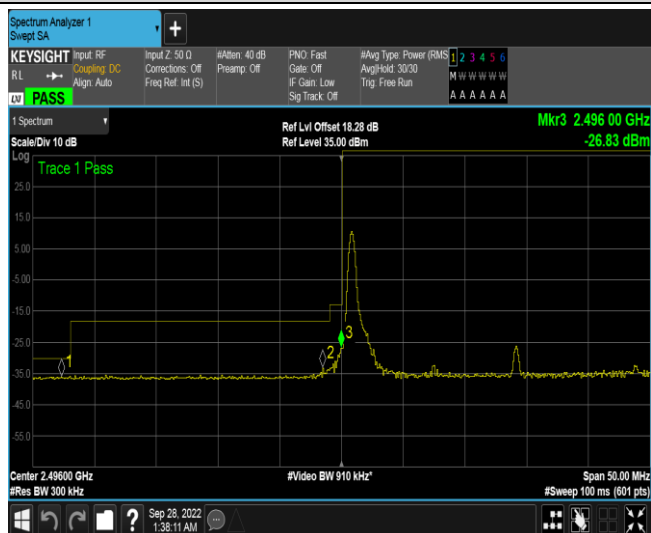 Spectrum Analyzer 1
Swept SA
KEYSIGHT
RL
LXI PASS
Input: RF
Coupling: DC
Align: Auto
Input Z: 50 Ω
Corrections: Off
Freq Ref: Int (S)
#Atten: 40 dB
Preamp: Off
PNO: Fast
Gate: Off
IF Gain: Low
Sig Track: Off
#Avg Type: Power (RMS
Avg|Hold: 30/30
Trig: Free Run
1 2 3 4 5 6
M W W W W W
A A A A A A
1 Spectrum
Scale/Div 10 dB
Ref Lvl Offset 18.28 dB
Ref Level 35.00 dBm
Mkr3 2.496 00 GHz
-26.83 dBm
Log
Trace 1 Pass
25.0
15.0
5.00
-5.00
-15.0
-25.0
-35.0
-45.0
-55.0
1
2
3
Center 2.49600 GHz
#Res BW 300 kHz
#Video BW 910 kHz*
Span 50.00 MHz
#Sweep 100 ms (601 pts)
?
Sep 28, 2022
1:38:11 AM